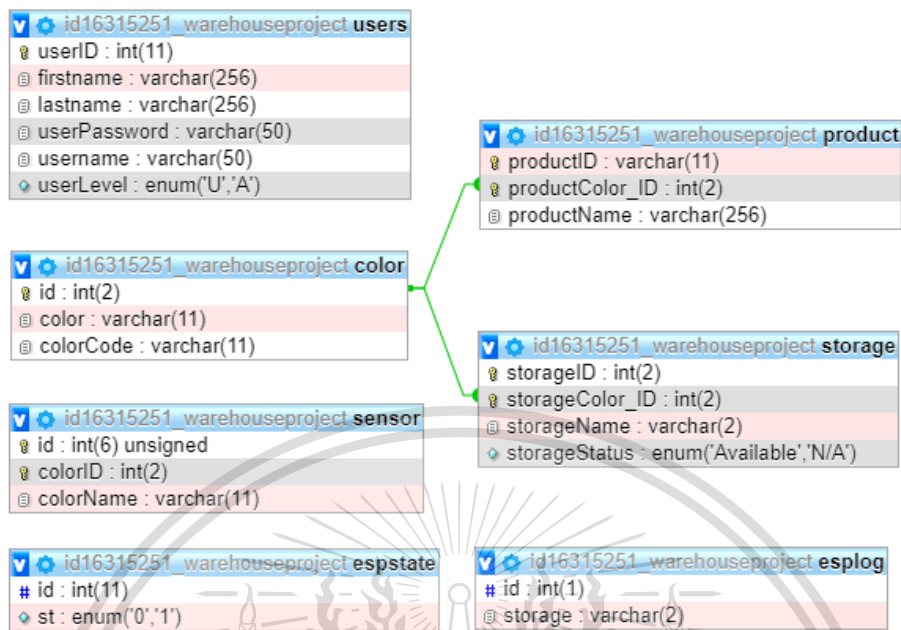 id16315251_warehouseproject users
userID : int(11)
firstname : varchar(256)
lastname : varchar(256)
userPassword : varchar(50)
username : varchar(50)
userLevel : enum('U','A')
id16315251_warehouseproject product
productID : varchar(11)
productColor_ID : int(2)
productName : varchar(256)
id16315251_warehouseproject color
id : int(2)
color : varchar(11)
colorCode : varchar(11)
id16315251_warehouseproject storage
storageID : int(2)
storageColor_ID : int(2)
storageName : varchar(2)
storageStatus : enum('Available','N/A')
id16315251_warehouseproject sensor
id : int(6) unsigned
colorID : int(2)
colorName : varchar(11)
id16315251_warehouseproject espstate
# id : int(11)
st : enum('0','1')
id16315251_warehouseproject esplog
# id : int(1)
storage : varchar(2)